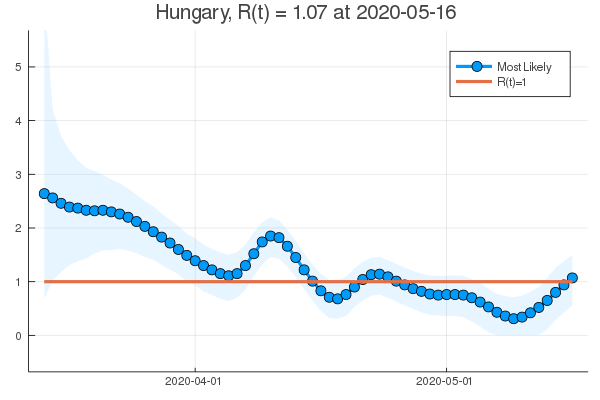 Hungary, R(t) = 1.07 at 2020-05-16
Most Likely
R(t)=1
5
4
3
2
1
0
2020-04-01
2020-05-01